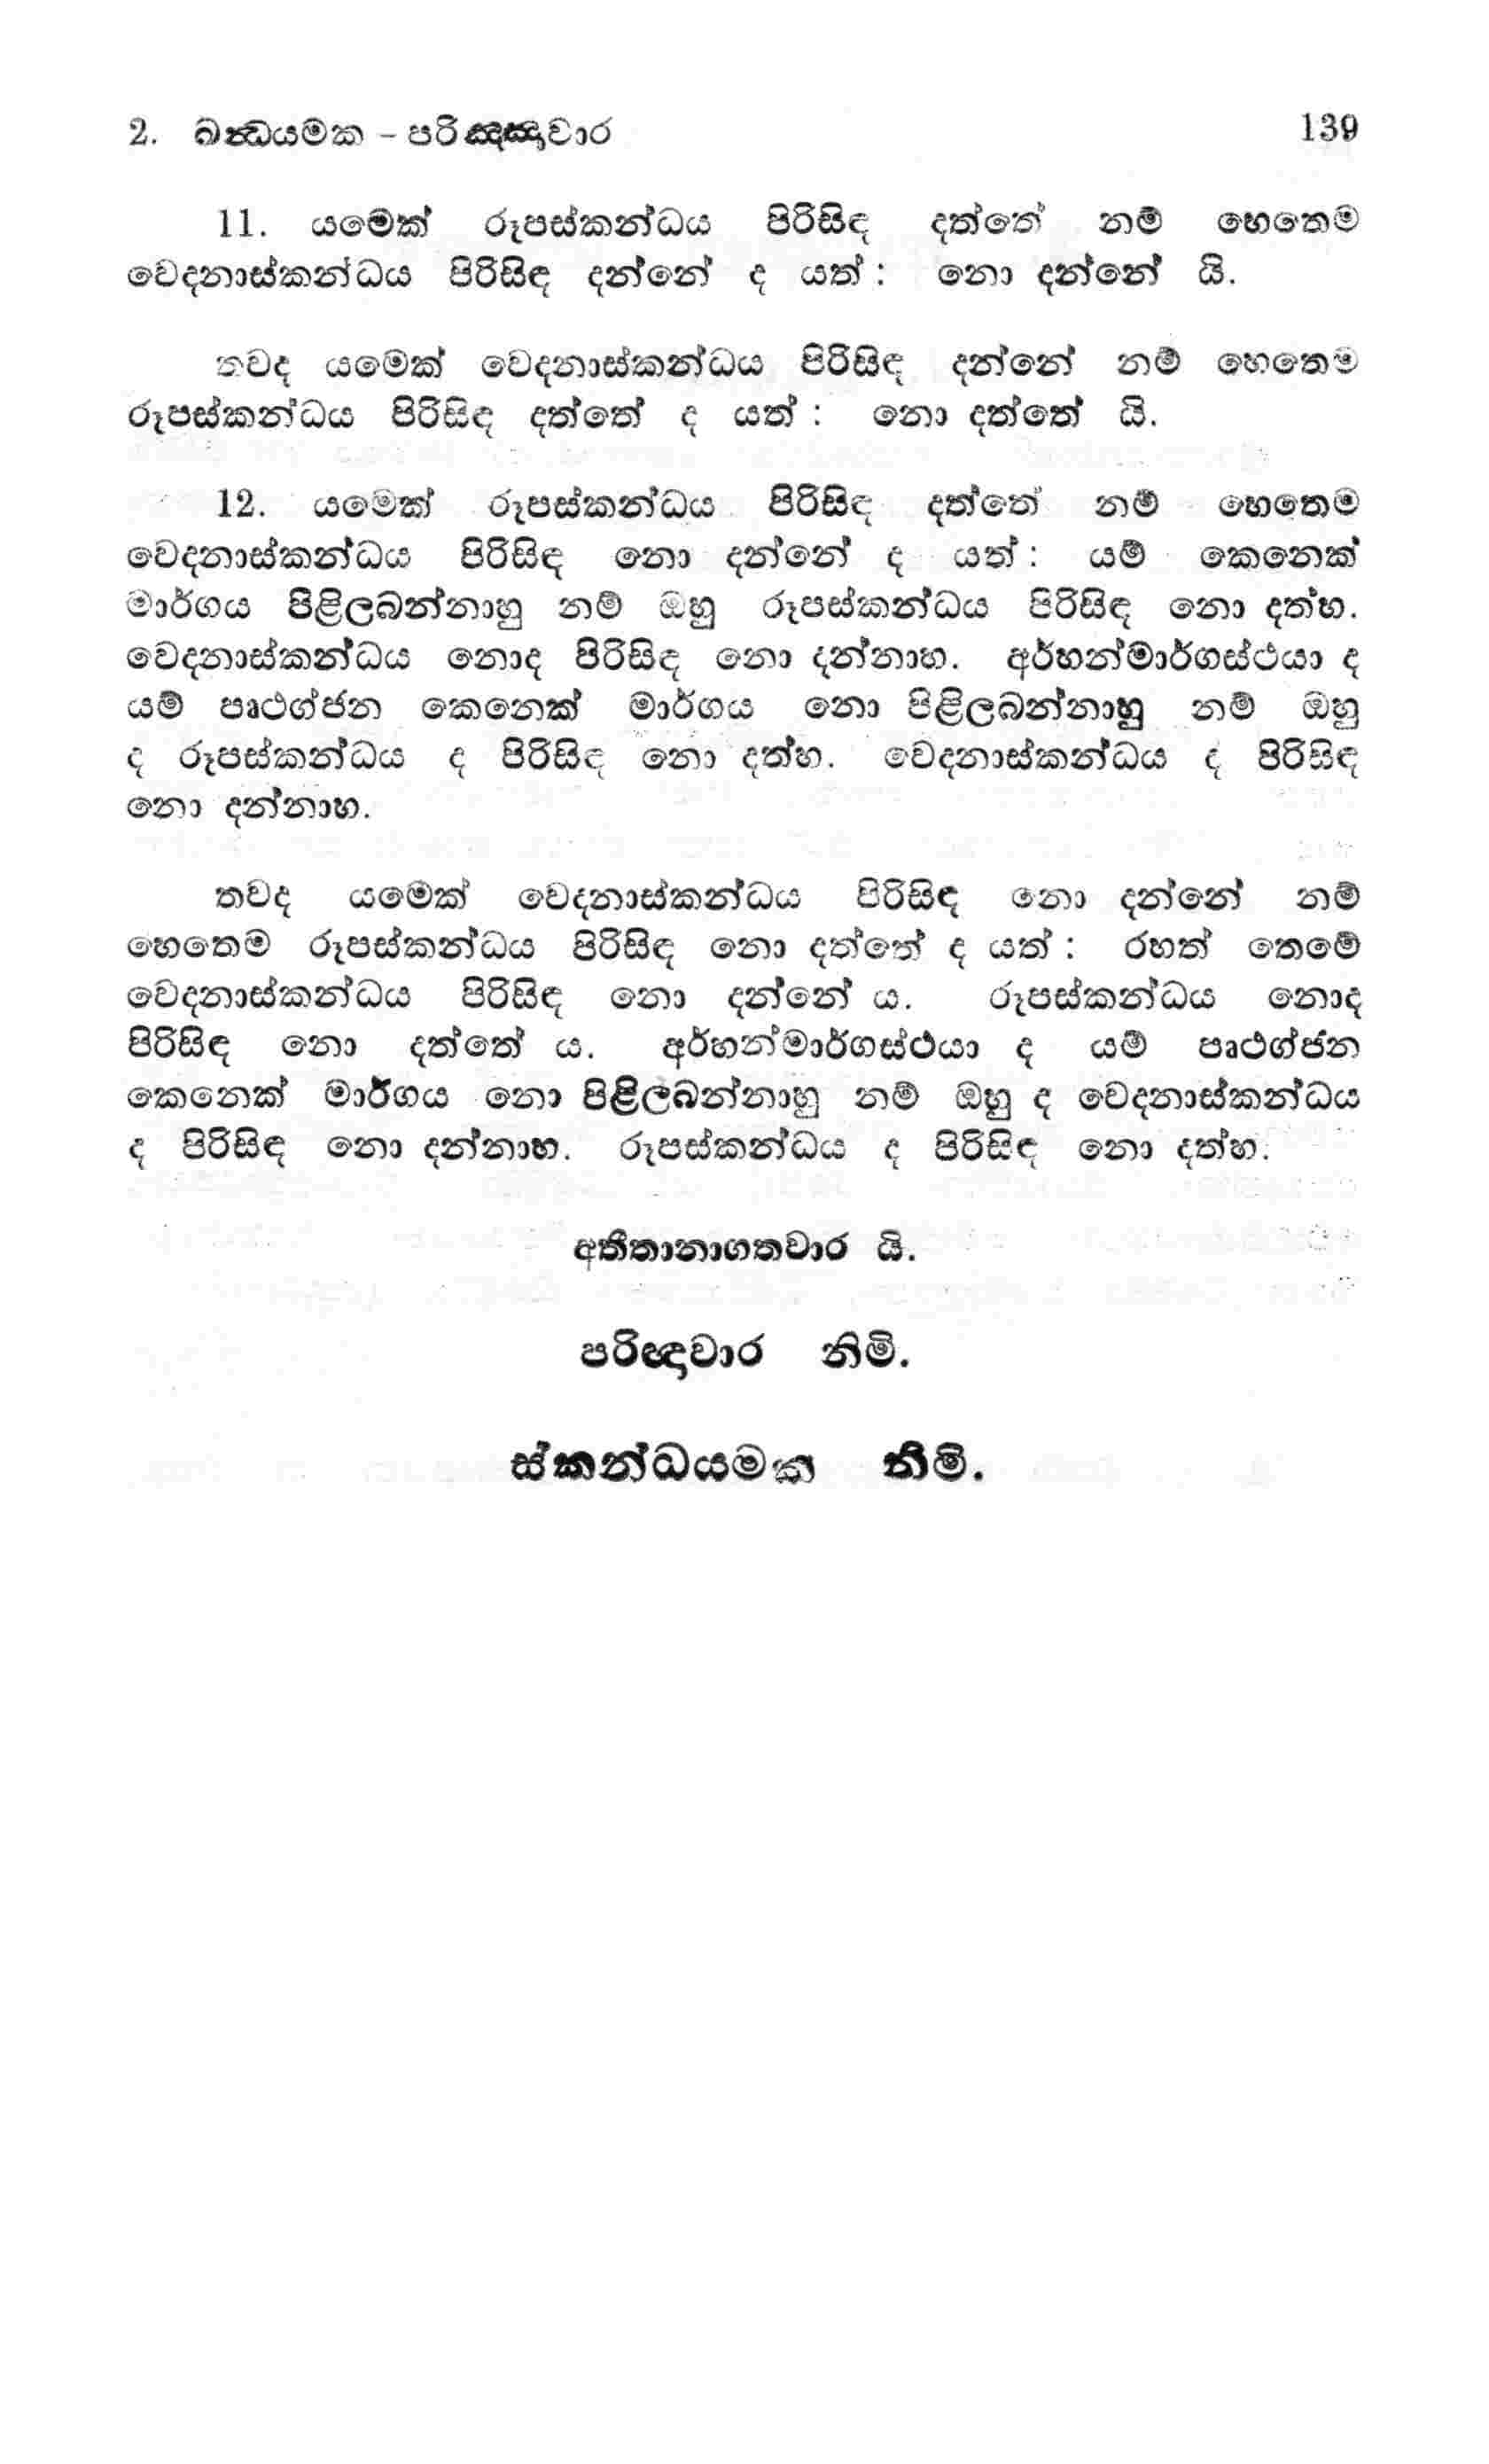 2. ඛන්ධයමක - පරිඤ්ඤාවාර 139
11. යමෙක් රූපස්කන්ධය පිරිසිඳ දත්තේ නම් හෙතෙම
වෙදනාස්කන්ධය පිරිසිඳ දන්නේ ද යත් : නො දන්නේ යි.
තවද යමෙක් වෙදනාස්කන්ධය පිරිසිඳ දන්නේ නම් හෙතෙම
රූපස්කන්ධය පිරිසිඳ දත්තේ ද යත් : නො දත්තේ යි.
12. යමෙක් රූපස්කන්ධය පිරිසිඳ දත්තේ නම් හෙතෙම
වෙදනාස්කන්ධය පිරිසිඳ නො දන්නේ ද යත් : යම් කෙනෙක්
මාර්ගය පිළිලබන්නාහු නම් ඔහු රූපස්කන්ධය පිරිසිඳ නො දත්හ.
වෙදනාස්කන්ධය නොද පිරිසිඳ නො දන්නාහ. අර්හන්මාර්ගස්ථයා ද
යම් පෘථග්ජන කෙනෙක් මාර්ගය නො පිළිලබන්නාහු නම් ඔහු
ද රූපස්කන්ධය ද පිරිසිඳ නො දත්හ. වෙදනාස්කන්ධය ද පිරිසිඳ
නො දන්නාහ.
තවද යමෙක් වෙදනාස්කන්ධය පිරිසිඳ නො දන්නේ නම්
හෙතෙම රූපස්කන්ධය පිරිසිඳ නො දත්තේ ද යත් : රහත් තෙමේ
වෙදනාස්කන්ධය පිරිසිඳ නො දන්නේ ය. රූපස්කන්ධය නොද
පිරිසිඳ නො දත්තේ ය. අර්හන්මාර්ගස්ථයා ද යම් පෘථග්ජන
කෙනෙක් මාර්ගය නො පිළිලබන්නාහු නම් ඔහු ද වෙදනාස්කන්ධය
ද පිරිසිඳ නො දන්නාහ. රූපස්කන්ධය ද පිරිසිඳ නො දත්හ.
අතීතානාගතවාර යි.
පරිඥාවාර නිමි.
ස්කන්ධයමක නිමි.